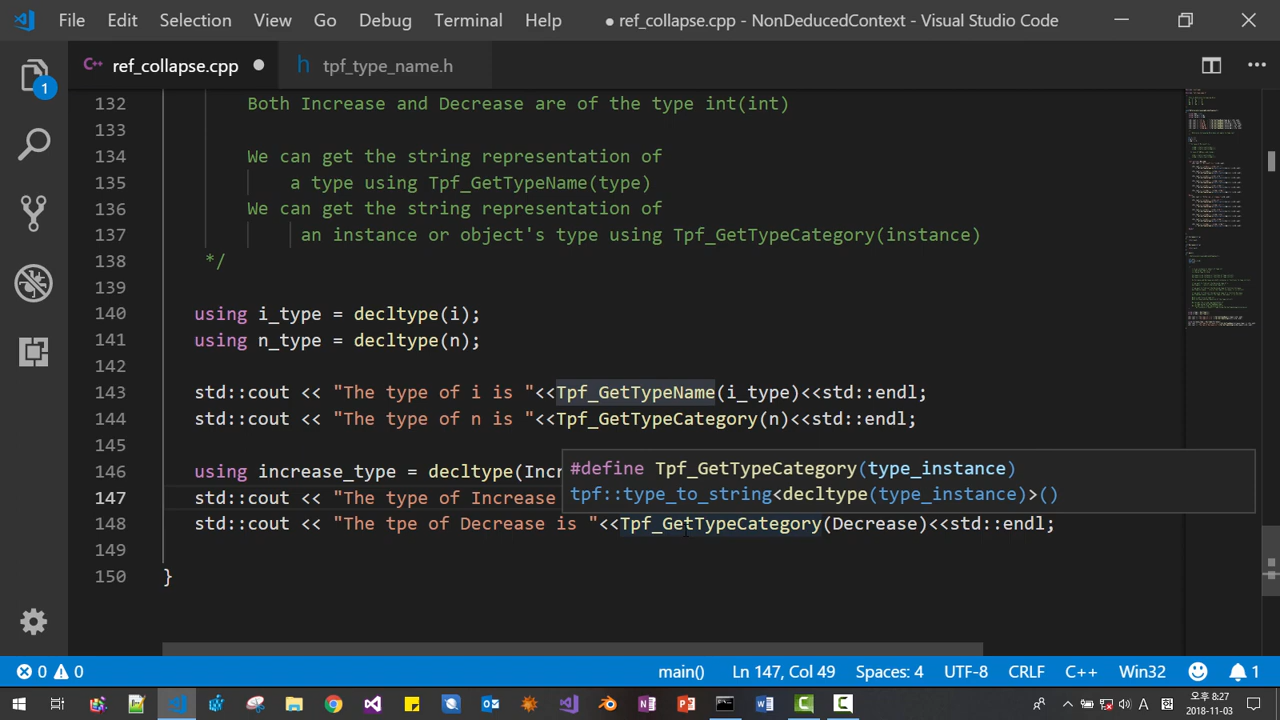 File Edit Selection View Go Debug Terminal Help ● ref_collapse.cpp - NonDeducedContext - Visual Studio Code
C++ ref_collapse.cpp h tpf_type_name.h
1
132 Both Increase and Decrease are of the type int(int)
133
134 We can get the string representation of
135 a type using Tpf_GetTypeName(type)
136 We can get the string representation of
137 an instance or object's type using Tpf_GetTypeCategory(instance)
138 */
139
140 using i_type = decltype(i);
141 using n_type = decltype(n);
142
143 std::cout << "The type of i is "<<Tpf_GetTypeName(i_type)<<std::endl;
144 std::cout << "The type of n is "<<Tpf_GetTypeCategory(n)<<std::endl;
145
#define Tpf_GetTypeCategory(type_instance)
146 using increase_type = decltype(Incr
tpf::type_to_string<decltype(type_instance)>()
147 std::cout << "The type of Increase
148 std::cout << "The tpe of Decrease is "<<Tpf_GetTypeCategory(Decrease)<<std::endl;
149
150 }
0 0 main() Ln 147, Col 49 Spaces: 4 UTF-8 CRLF C++ Win32 1
A 오후 8:27
2018-11-03